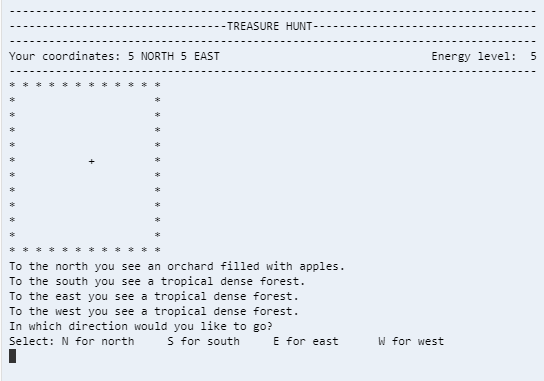 --------------------------------------------------------------------------------
---------------------------------TREASURE HUNT----------------------------------
--------------------------------------------------------------------------------
Your coordinates: 5 NORTH 5 EAST                                Energy level:  5
--------------------------------------------------------------------------------
* * * * * * * * * * * *
*                     *
*                     *
*                     *
*                     *
*           +         *
*                     *
*                     *
*                     *
*                     *
*                     *
* * * * * * * * * * * *
To the north you see an orchard filled with apples.
To the south you see a tropical dense forest.
To the east you see a tropical dense forest.
To the west you see a tropical dense forest.
In which direction would you like to go?
Select: N for north     S for south     E for east      W for west